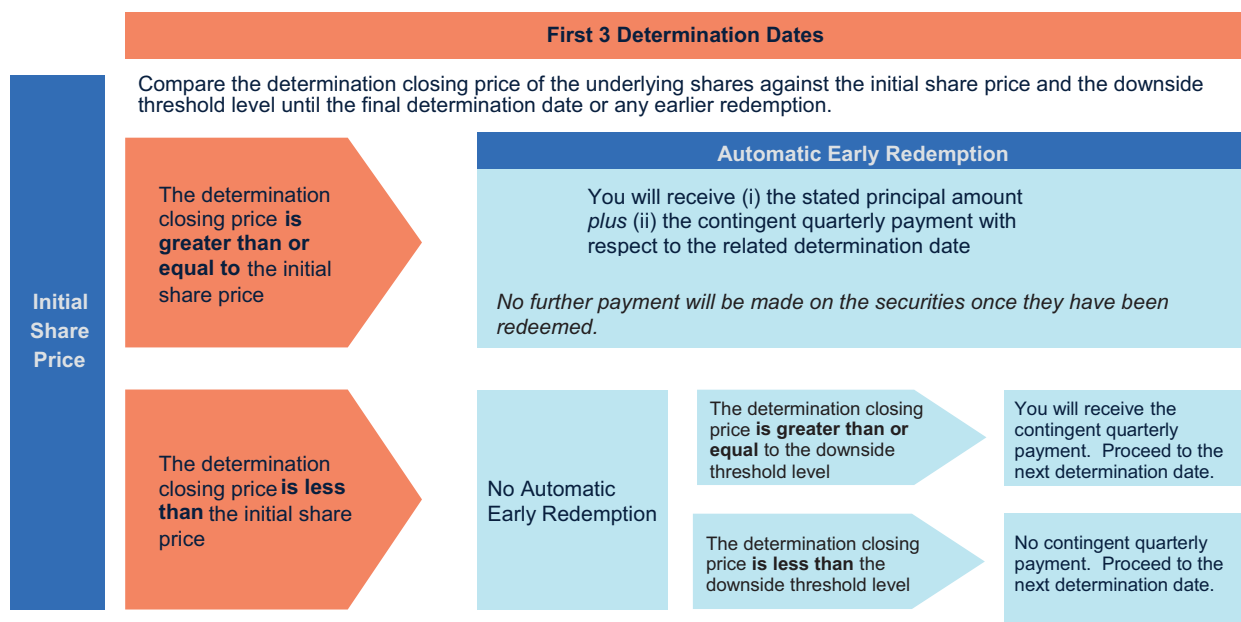 First 3 Determination Dates
Compare the determination closing price of the underlying shares against the initial share price and the downside
threshold level until the final determination date or any earlier redemption.
Initial
Share
Price
The determination
closing price is
greater than or
equal to the initial
share price
Automatic Early Redemption
You will receive (i) the stated principal amount
plus (ii) the contingent quarterly payment with
respect to the related determination date
No further payment will be made on the securities once they have been
redeemed.
The determination
closing price is less
than the initial share
price
No Automatic
Early Redemption
The determination closing
price is greater than or
equal to the downside
threshold level
You will receive the
contingent quarterly
payment. Proceed to the
next determination date.
The determination closing
price is less than the
downside threshold level
No contingent quarterly
payment. Proceed to the
next determination date.